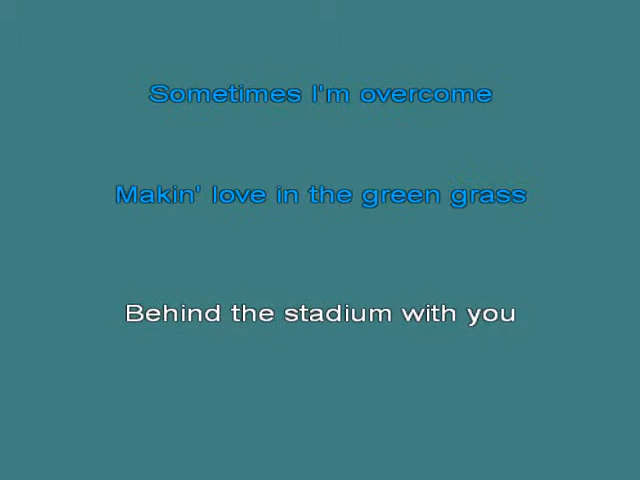 Sometimes I'm overcome
Makin' love in the green grass
Behind the stadium with you